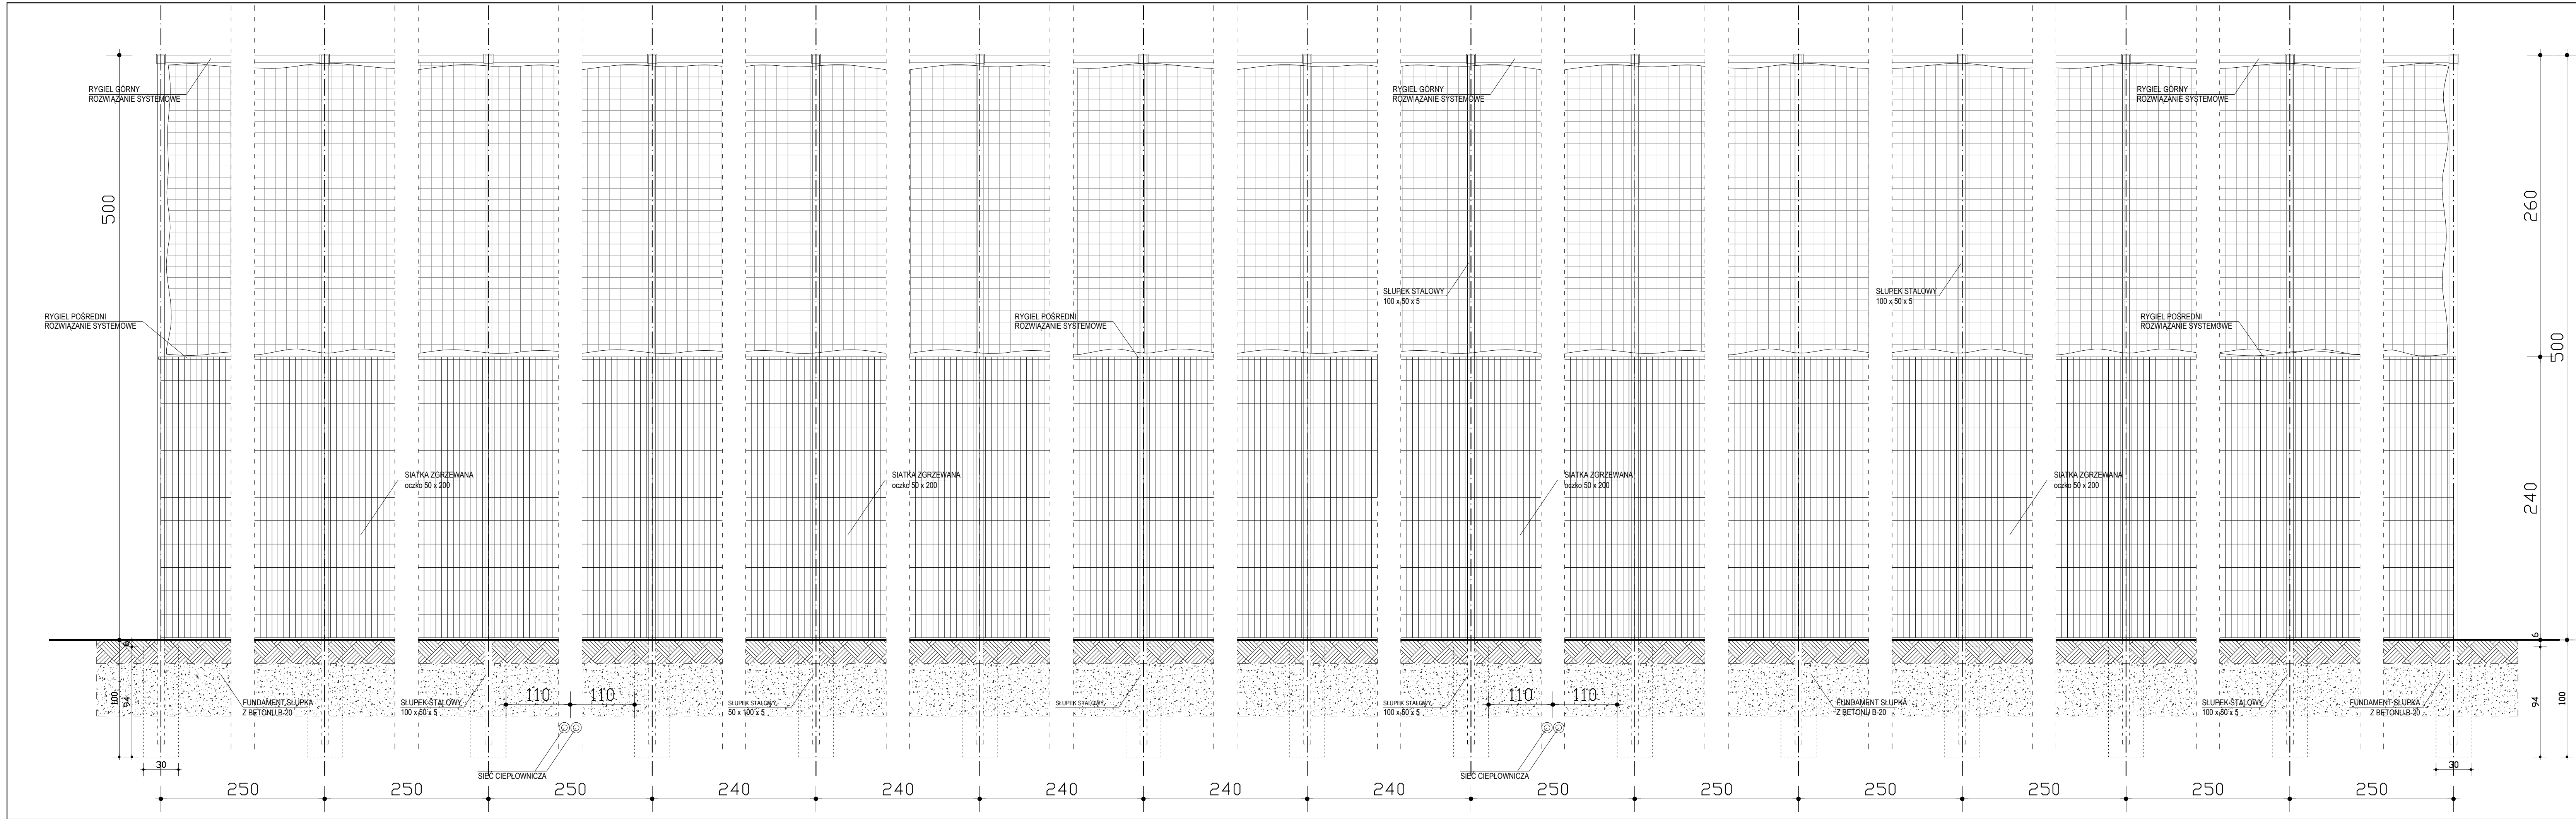 RYGIEL GÓRNY
ROZWIĄZANIE SYSTEMOWE
RYGIEL GÓRNY
ROZWIĄZANIE SYSTEMOWE
RYGIEL GÓRNY
ROZWIĄZANIE SYSTEMOWE
500
260
SŁUPEK STALOWY
100 x 50 x 5
SŁUPEK STALOWY
100 x 50 x 5
RYGIEL POŚREDNI
ROZWIĄZANIE SYSTEMOWE
RYGIEL POŚREDNI
ROZWIĄZANIE SYSTEMOWE
RYGIEL POŚREDNI
ROZWIĄZANIE SYSTEMOWE
500
SIATKA ZGRZEWANA
oczko 50 x 200
SIATKA ZGRZEWANA
oczko 50 x 200
SIATKA ZGRZEWANA
oczko 50 x 200
SIATKA ZGRZEWANA
oczko 50 x 200
240
6
6
100
94
FUNDAMENT SŁUPKA
Z BETONU B-20
SŁUPEK STALOWY
100 x 50 x 5
110
110
SŁUPEK STALOWY
50 x 100 x 5
SŁUPEK STALOWY
SŁUPEK STALOWY
100 x 50 x 5
110
110
FUNDAMENT SŁUPKA
Z BETONU B-20
SŁUPEK STALOWY
100 x 50 x 5
FUNDAMENT SŁUPKA
Z BETONU B-20
94
100
30
SIEĆ CIEPŁOWNICZA
SIEĆ CIEPŁOWNICZA
30
250
250
250
240
240
240
240
240
250
250
250
250
250
250